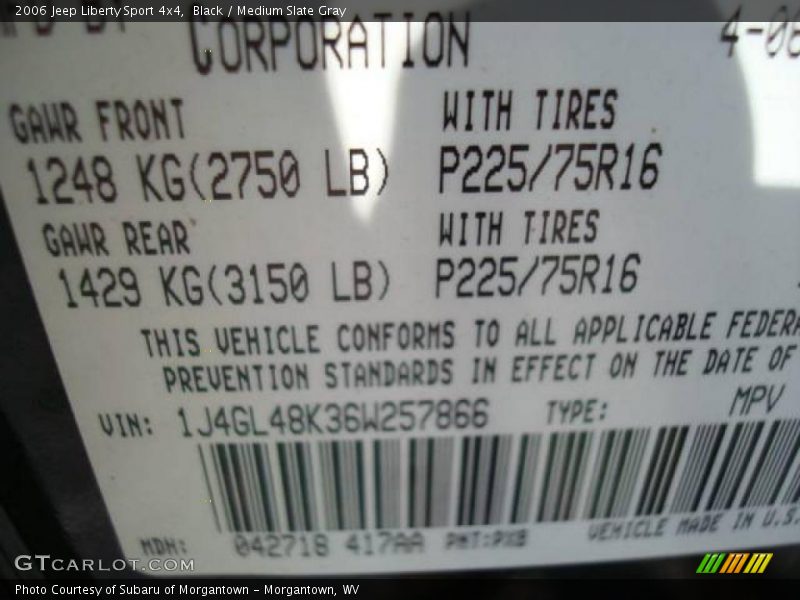 2006 Jeep Liberty Sport 4x4, Black / Medium Slate Gray
CORPORATION 4-06
GAWR FRONT WITH TIRES
1248 KG(2750 LB) P225/75R16
GAWR REAR WITH TIRES
1429 KG(3150 LB) P225/75R16
THIS VEHICLE CONFORMS TO ALL APPLICABLE FEDERA
PREVENTION STANDARDS IN EFFECT ON THE DATE OF
VIN: 1J4GL48K36W257866 TYPE: MPV
MDH: 042718 417AA PNT:PXB VEHICLE MADE IN U.S.
GTCARLOT.COM
Photo Courtesy of Subaru of Morgantown - Morgantown, WV